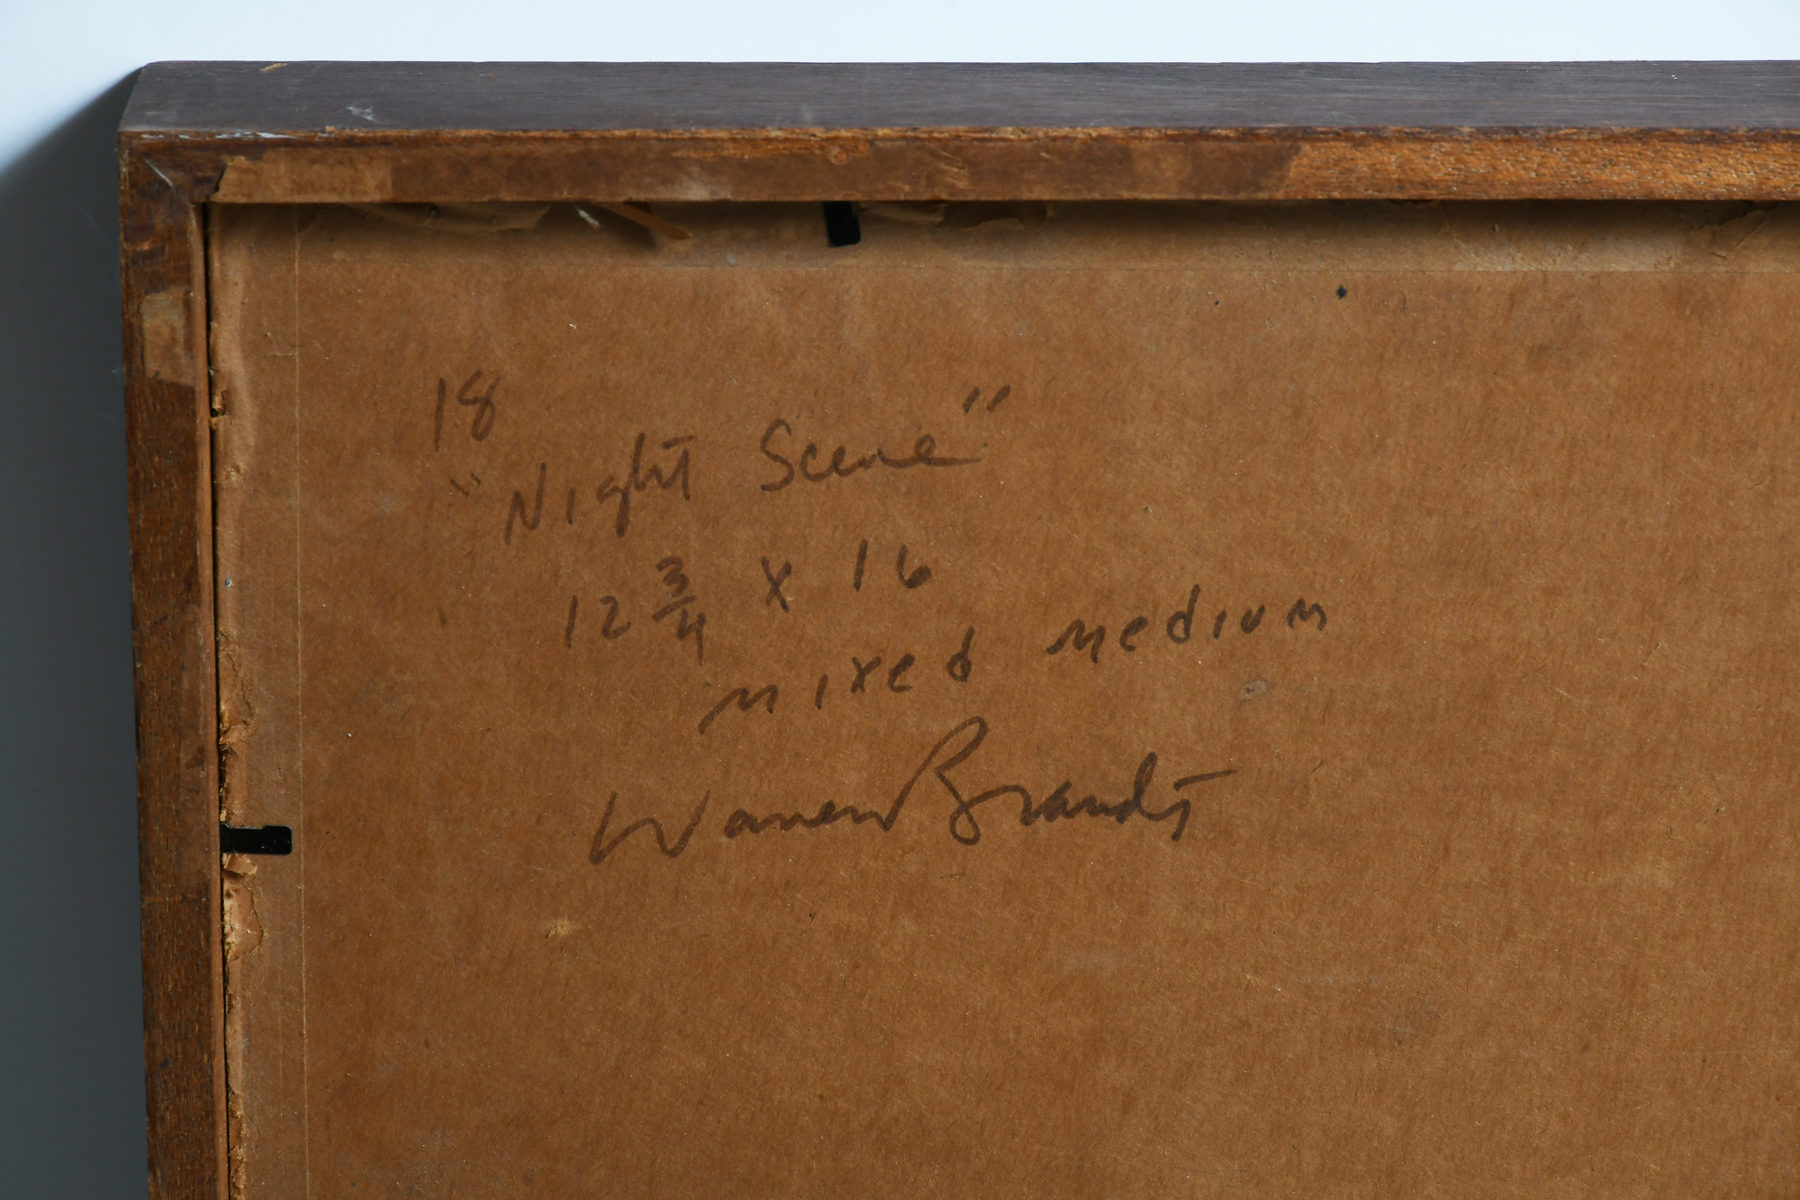 18
"Night Scene"
12 3/4 x 16
mixed medium
Warren Brandt